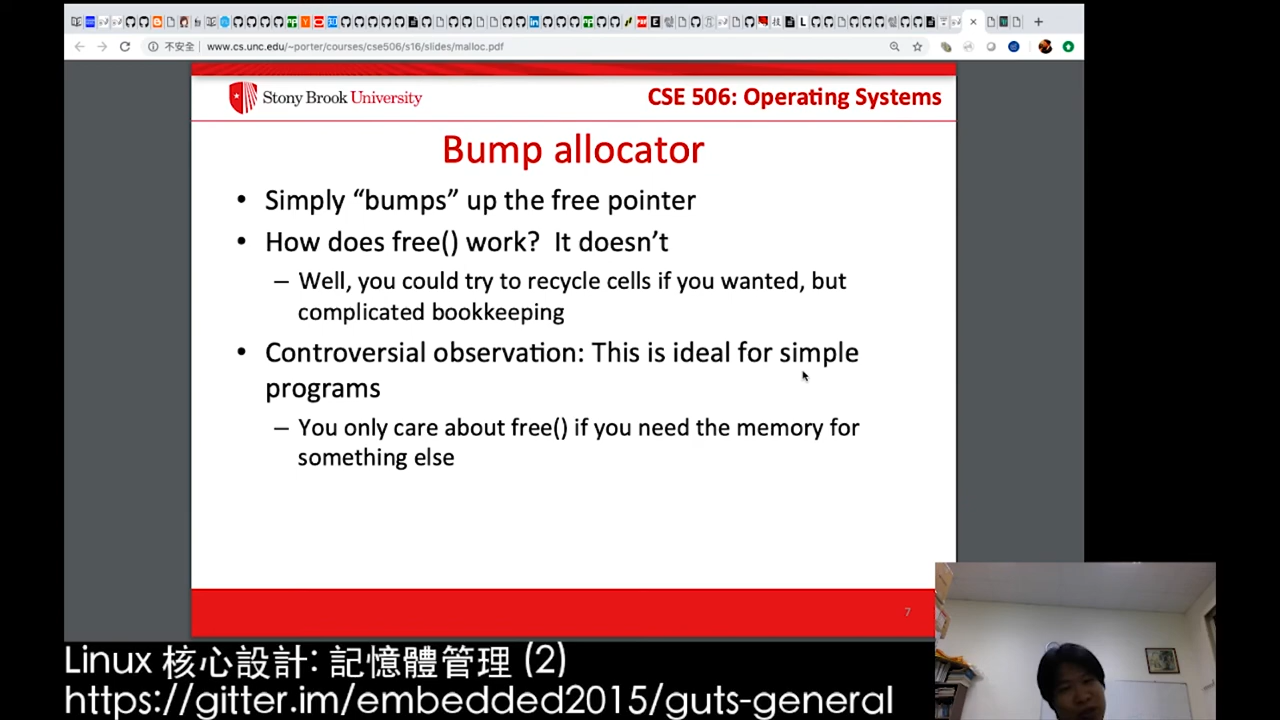 不安全 www.cs.unc.edu/~porter/courses/cse506/s16/slides/malloc.pdf
Stony Brook University
CSE 506: Operating Systems
Bump allocator
• Simply “bumps” up the free pointer
• How does free() work? It doesn’t
– Well, you could try to recycle cells if you wanted, but
complicated bookkeeping
• Controversial observation: This is ideal for simple
programs
– You only care about free() if you need the memory for
something else
7
Linux 核心設計: 記憶體管理 (2)
https://gitter.im/embedded2015/guts-general